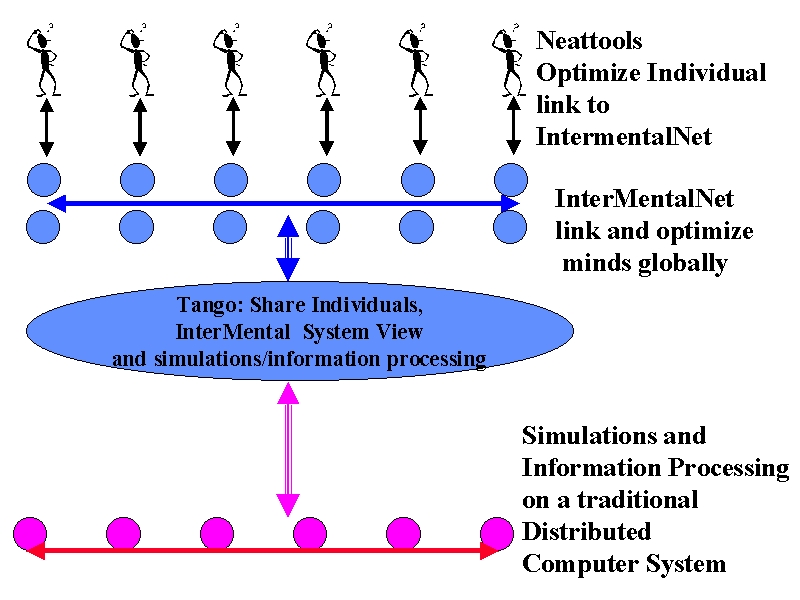 Neattools
Optimize Individual
link to
IntermentalNet
InterMentalNet
link and optimize
minds globally
Tango: Share Individuals,
InterMental System View
and simulations/information processing
Simulations and
Information Processing
on a traditional
Distributed
Computer System